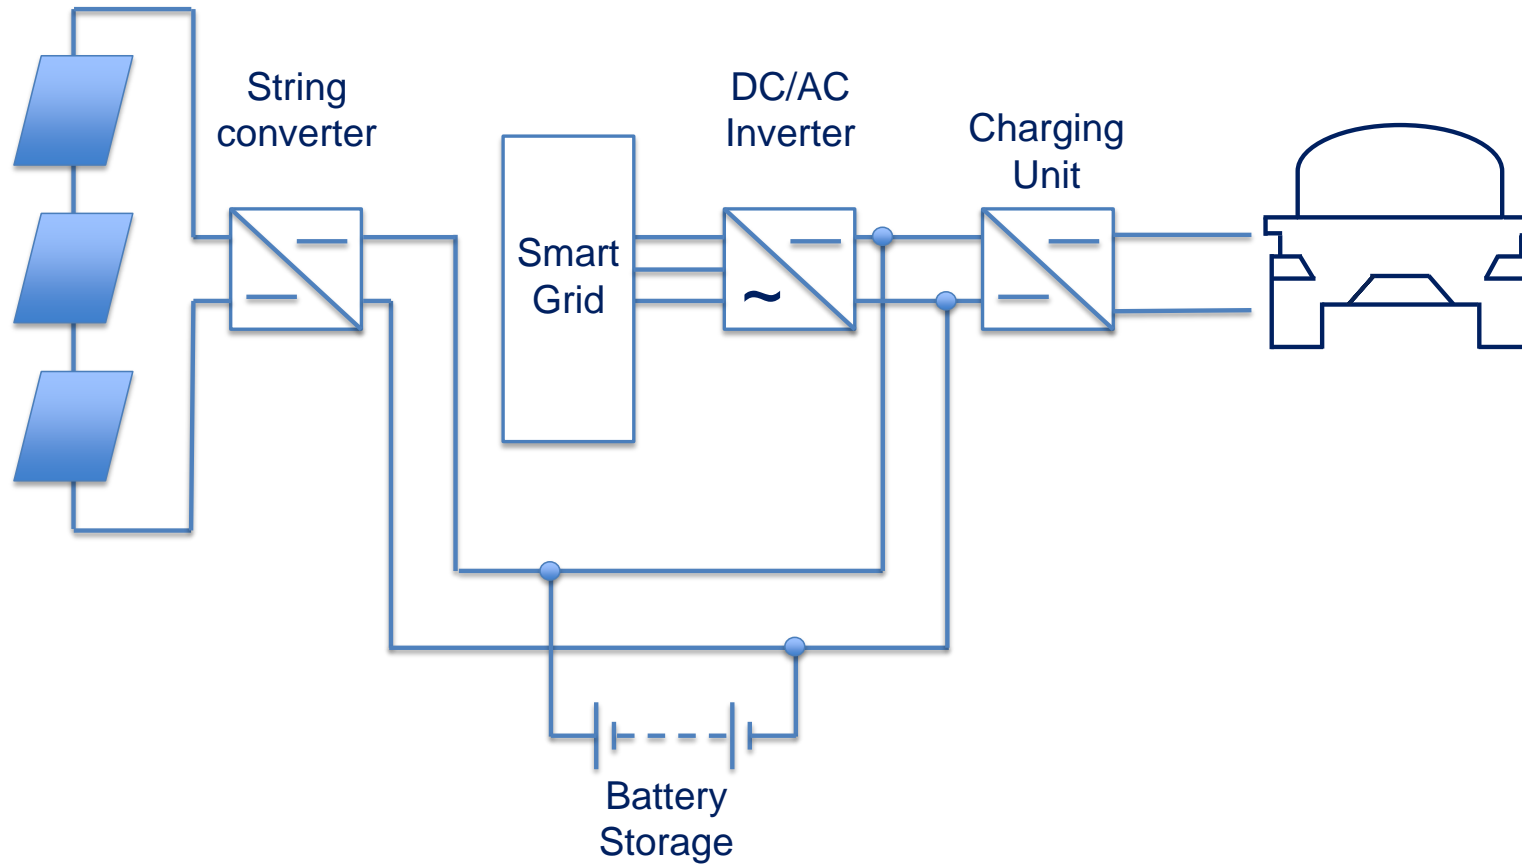 String
converter
DC/AC
Inverter
Charging
Unit
Smart
Grid
~
Battery
Storage